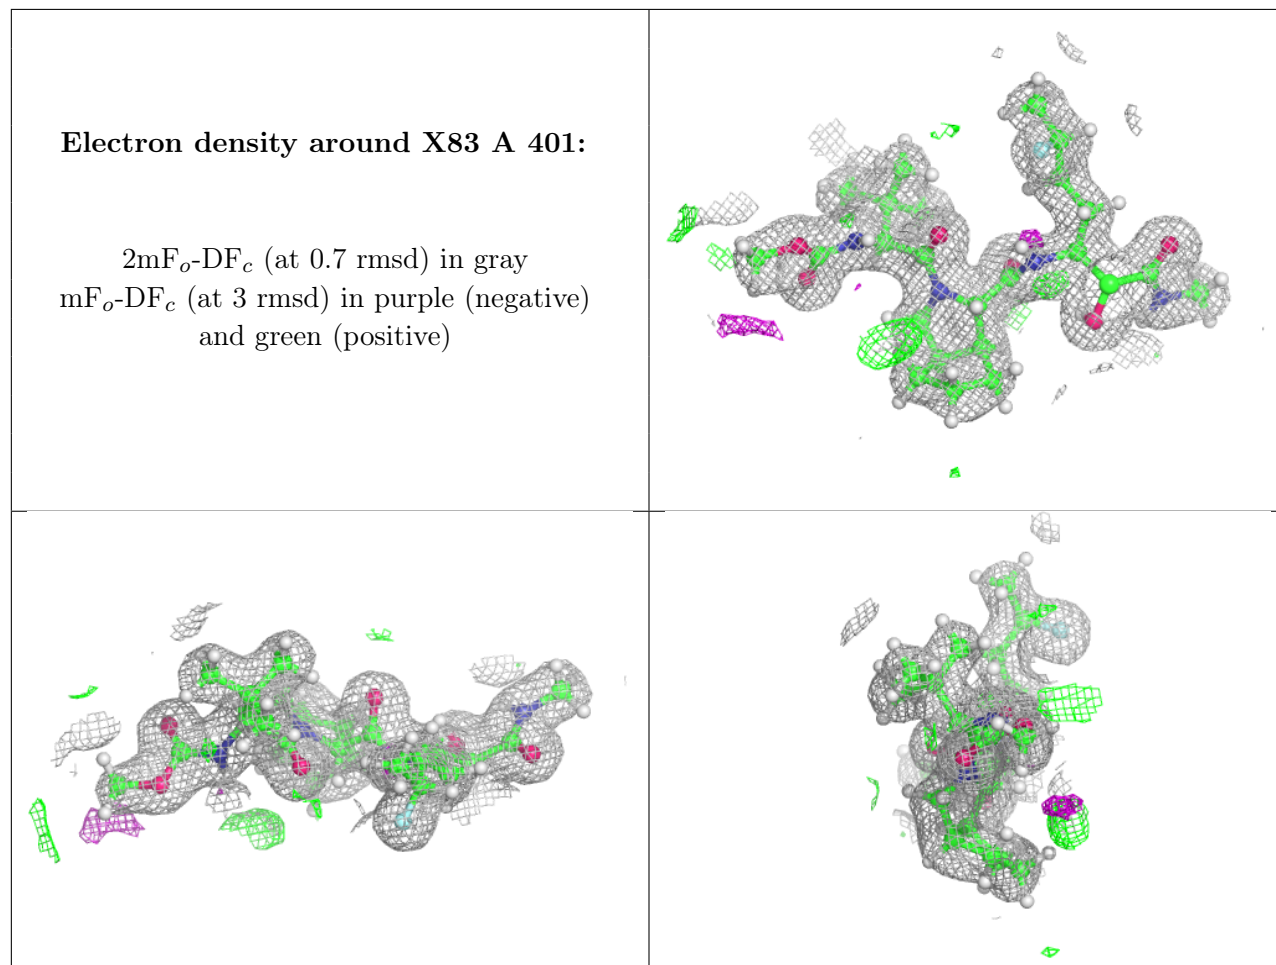 Electron density around X83 A 401:
2mFo-DFc (at 0.7 rmsd) in gray
mFo-DFc (at 3 rmsd) in purple (negative)
and green (positive)